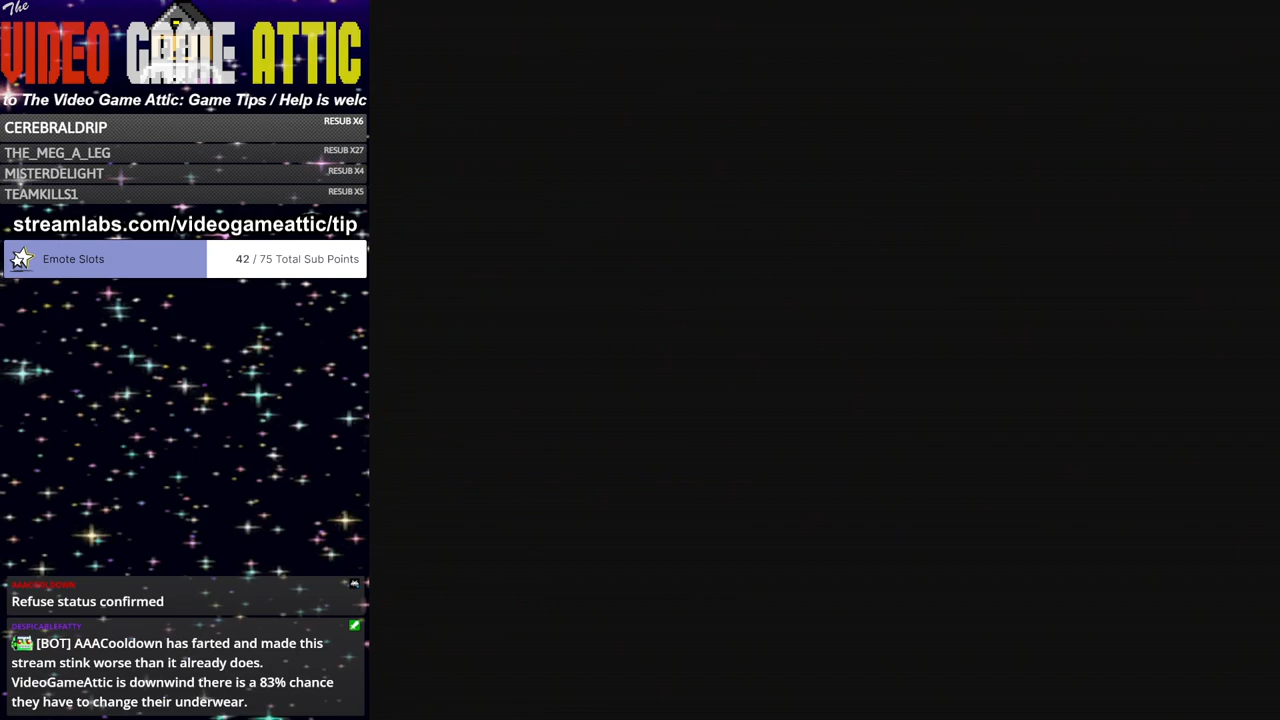 The
VIDEO GAME ATTIC
to The Video Game Attic: Game Tips / Help is welc
CEREBRALDRIP RESUB X6
THE_MEG_A_LEG RESUB X27
MISTERDELIGHT RESUB X4
TEAMKILLS1 RESUB X5
streamlabs.com/videogameattic/tip
Emote Slots 42 / 75 Total Sub Points
AAACOOLDOWN
Refuse status confirmed
DESPICABLEFATTY
[BOT] AAACooldown has farted and made this
stream stink worse than it already does.
VideoGameAttic is downwind there is a 83% chance
they have to change their underwear.